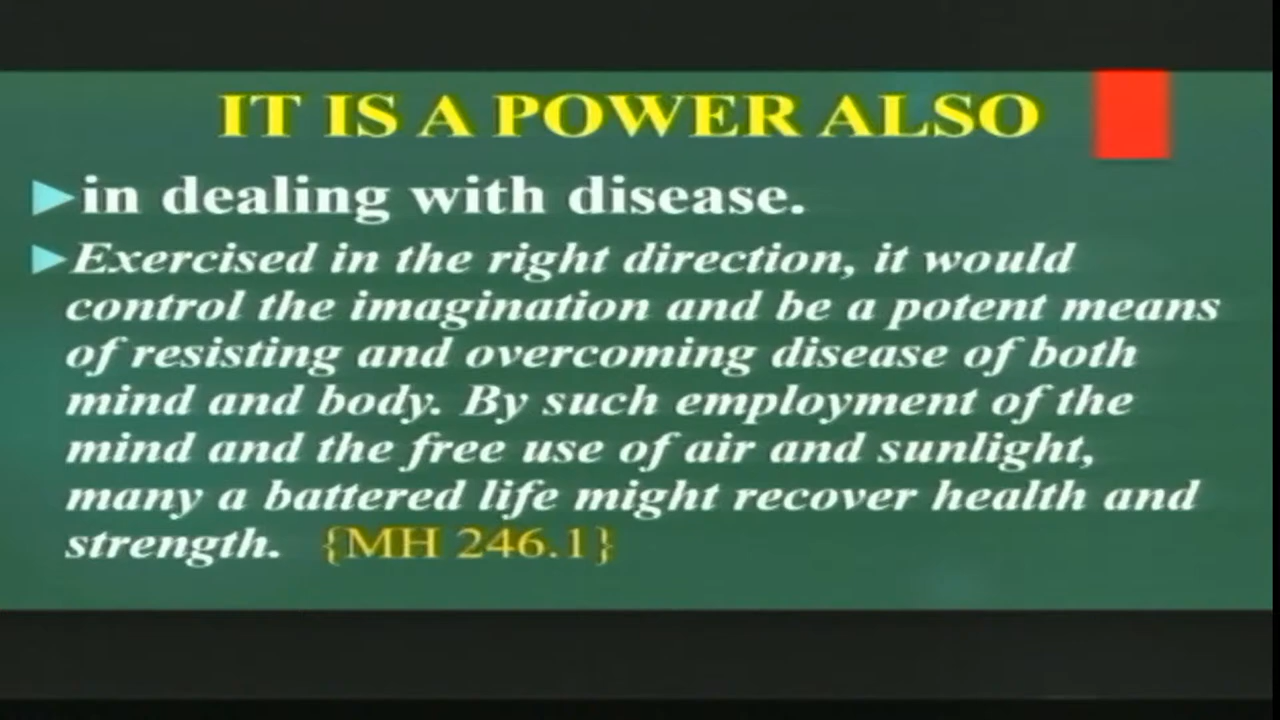 IT IS A POWER ALSO
in dealing with disease.
Exercised in the right direction, it would
control the imagination and be a potent means
of resisting and overcoming disease of both
mind and body. By such employment of the
mind and the free use of air and sunlight,
many a battered life might recover health and
strength. {MH 246.1}